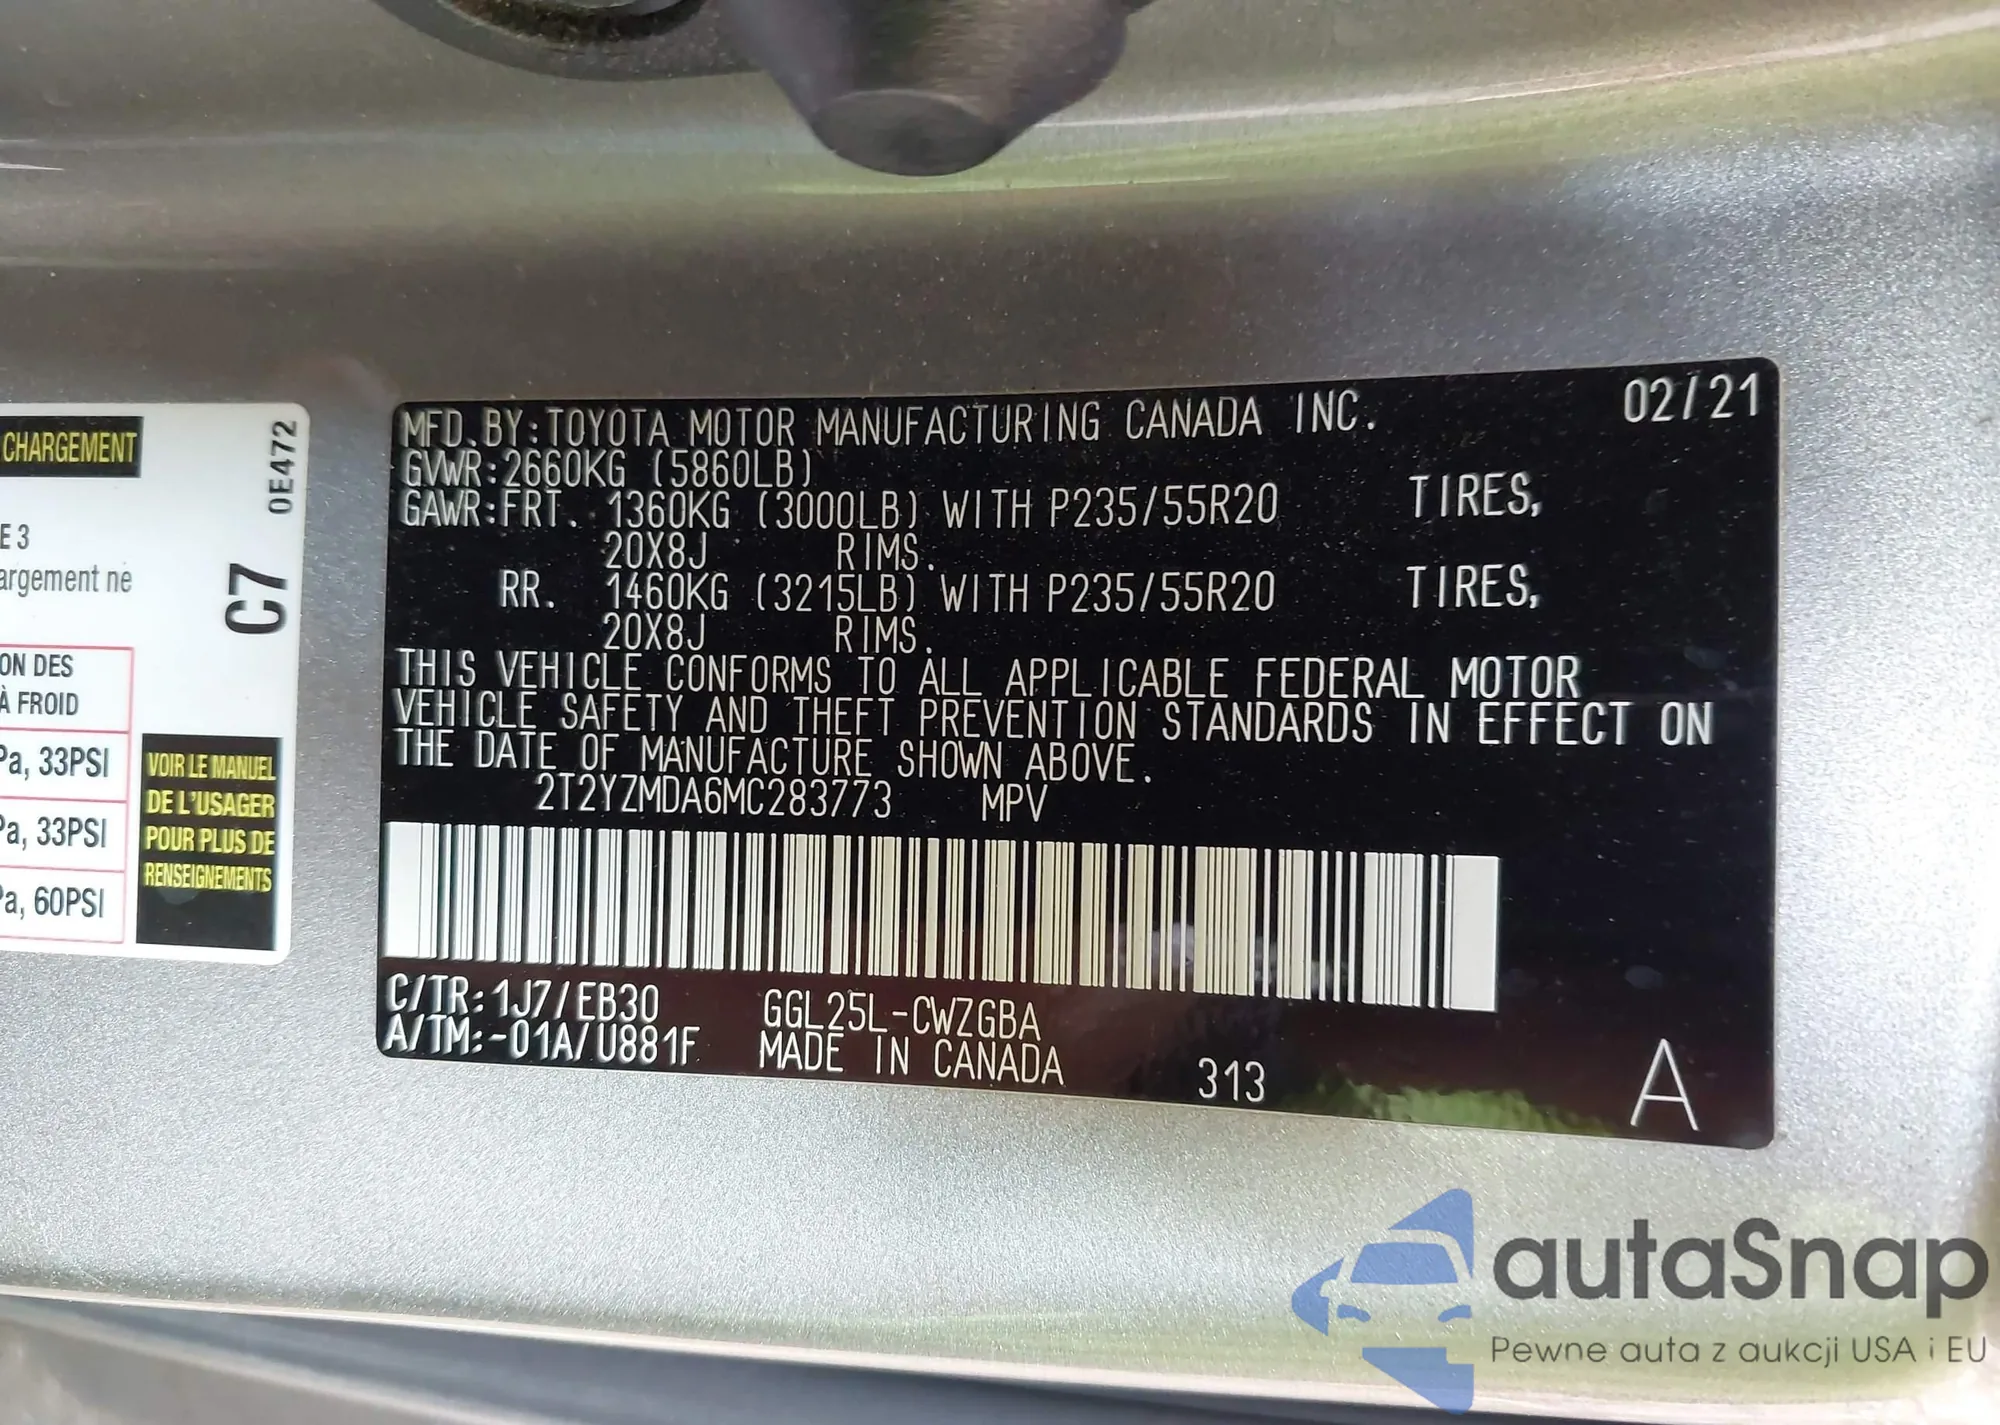 CHARGEMENT
0E472
E 3
argement ne
C7
ON DES
À FROID
Pa, 33PSI
Pa, 33PSI
Pa, 60PSI
VOIR LE MANUEL
DE L'USAGER
POUR PLUS DE
RENSEIGNEMENTS
MFD.BY:TOYOTA MOTOR MANUFACTURING CANADA INC. 02/21
GVWR:2660KG (5860LB)
GAWR:FRT. 1360KG (3000LB) WITH P235/55R20 TIRES,
20X8J RIMS.
RR. 1460KG (3215LB) WITH P235/55R20 TIRES,
20X8J RIMS.
THIS VEHICLE CONFORMS TO ALL APPLICABLE FEDERAL MOTOR
VEHICLE SAFETY AND THEFT PREVENTION STANDARDS IN EFFECT ON
THE DATE OF MANUFACTURE SHOWN ABOVE.
2T2YZMDA6MC283773 MPV
C/TR:1J7/EB30 GGL25L-CWZGBA
A/TM:-01A/U881F MADE IN CANADA 313 A
autaSnap
Pewne auta z aukcji USA i EU